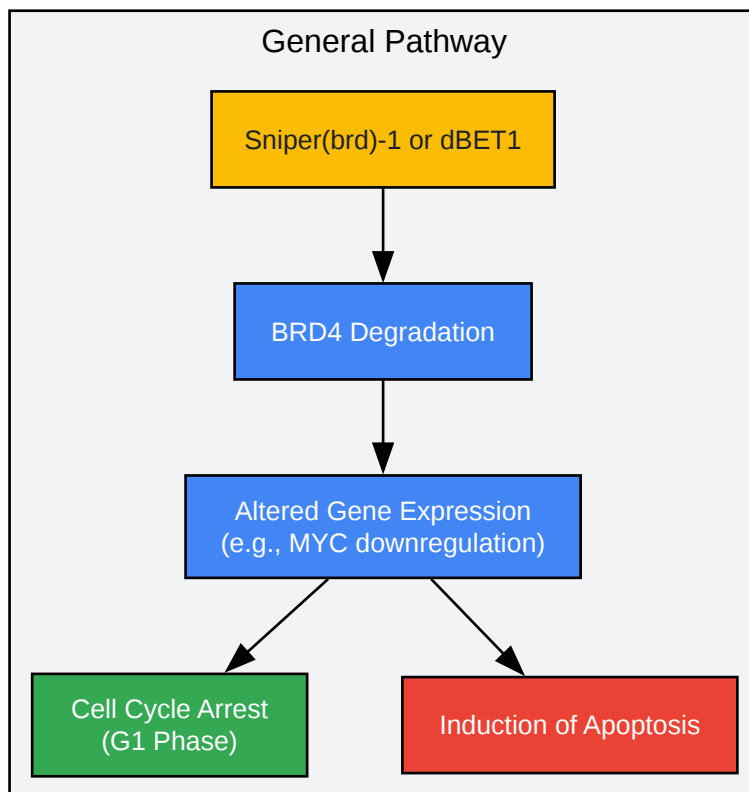 General Pathway
Sniper(brd)-1 or dBET1
BRD4 Degradation
Altered Gene Expression
(e.g., MYC downregulation)
Cell Cycle Arrest
(G1 Phase)
Induction of Apoptosis